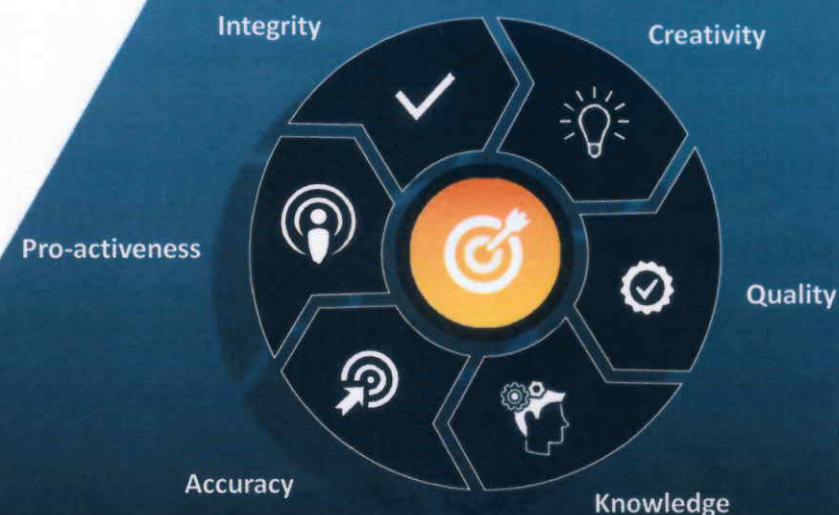 Integrity
Creativity
Pro-activeness
Quality
Accuracy
Knowledge